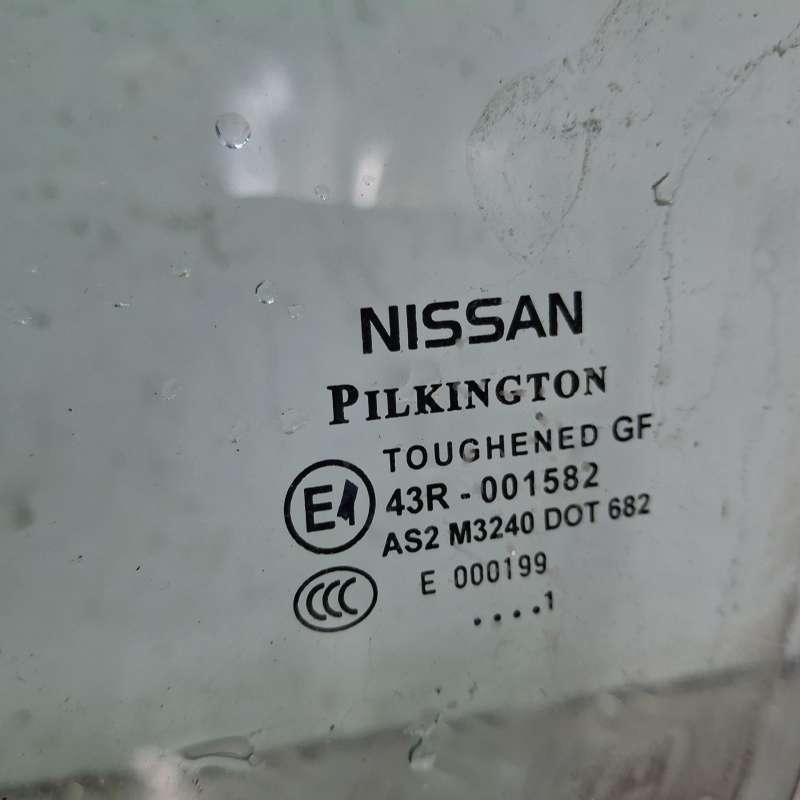 NISSAN
PILKINGTON
TOUGHENED GF
E1 43R - 001582
AS2 M3240 DOT 682
CCC E 000199
....1